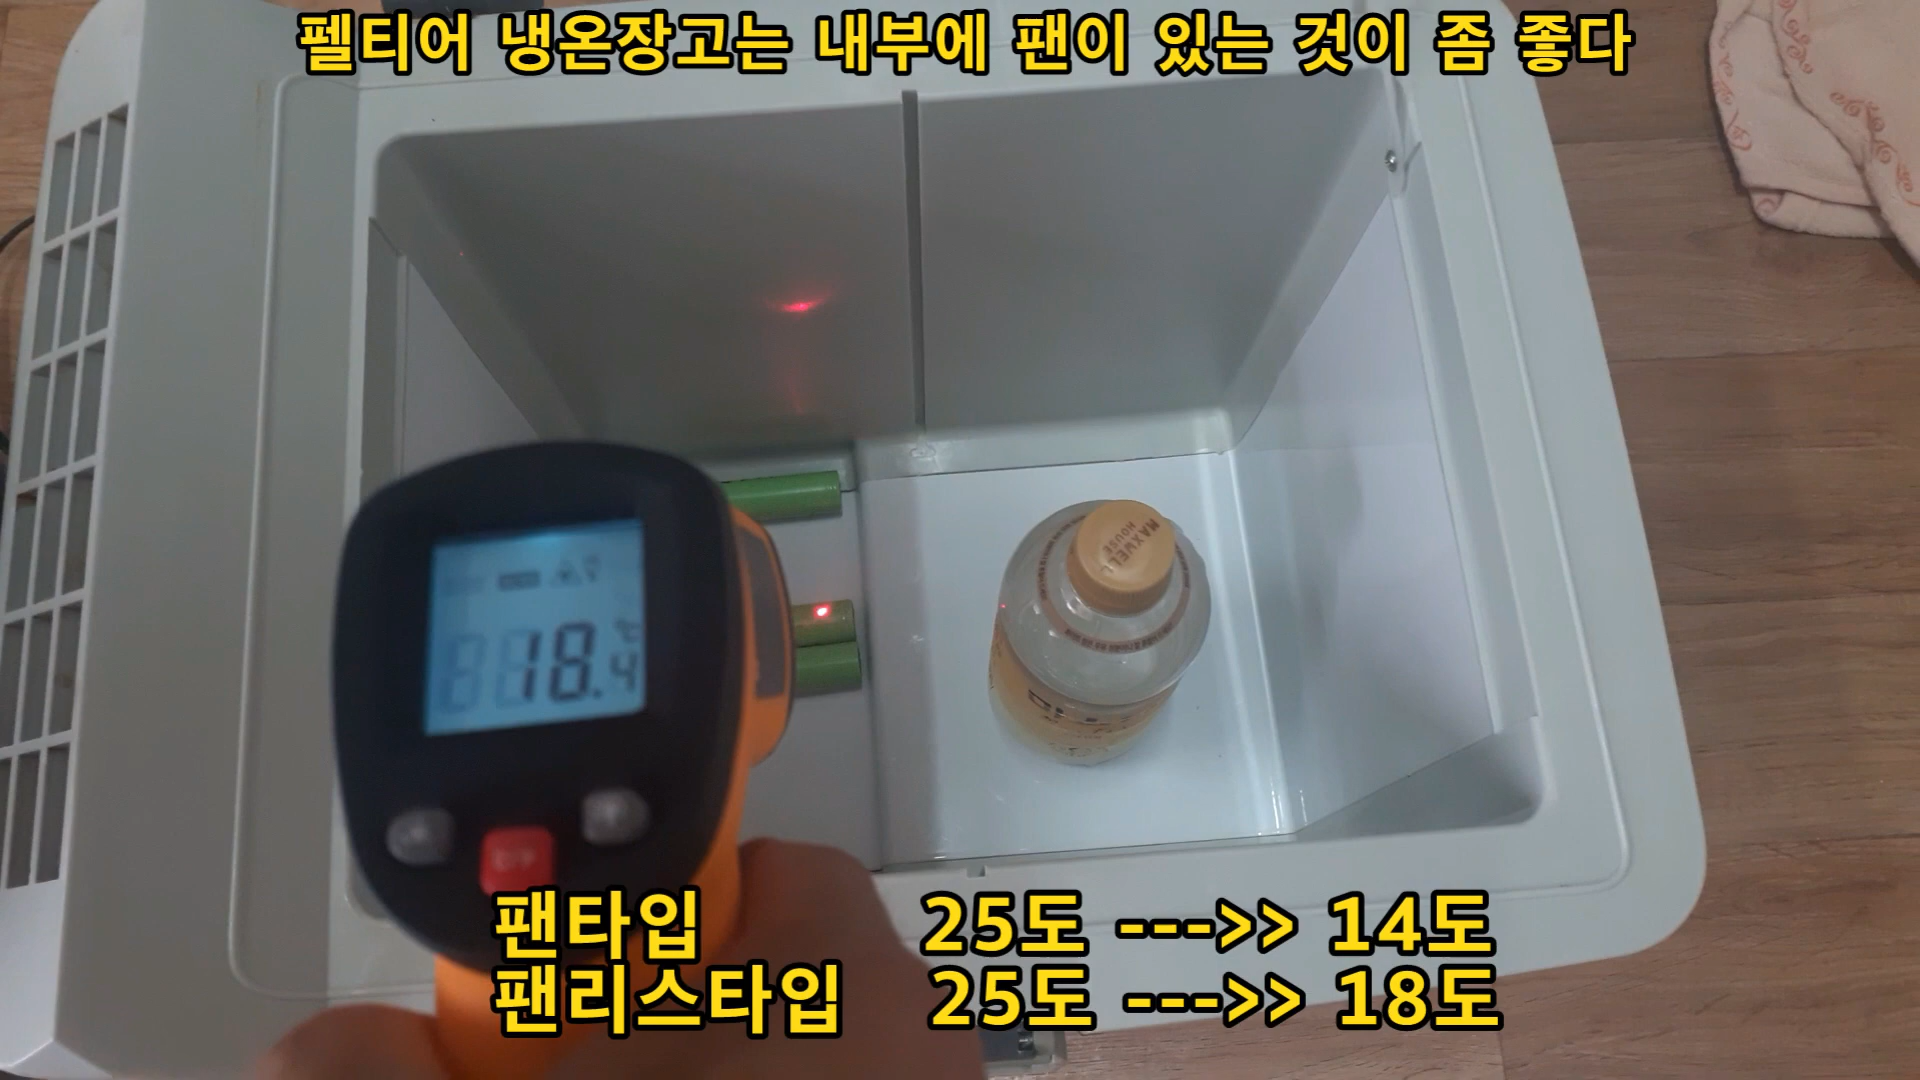 펠티어 냉온장고는 내부에 팬이 있는 것이 좀 좋다
MAXWELL
HOUSE
18.4
℃
팬타입 25도 --->> 14도
팬리스타입 25도 --->> 18도